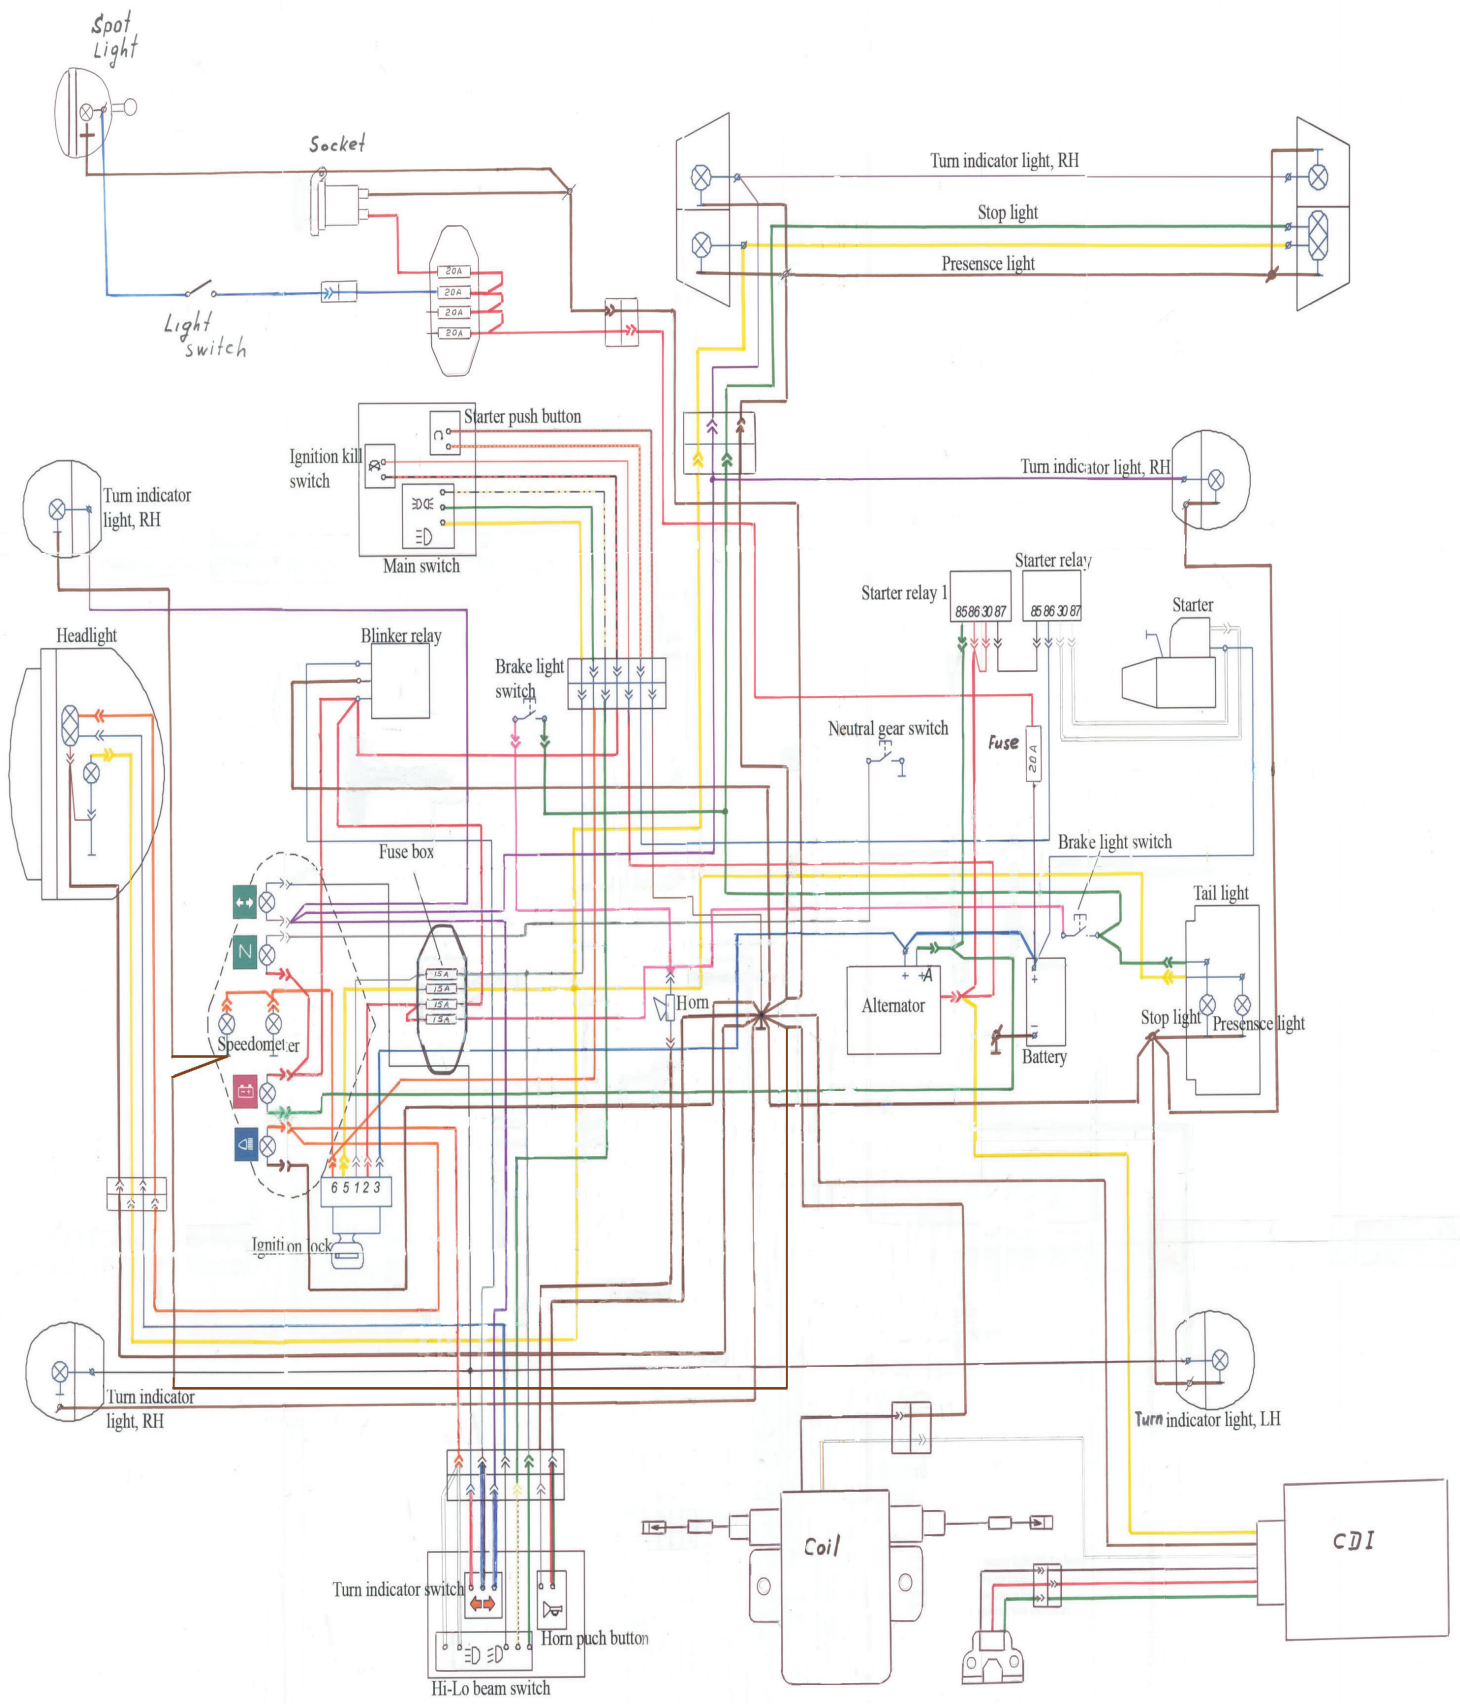 Spot
Light
Socket
20A
20A
20A
20A
Light
switch
Turn indicator light, RH
Stop light
Presensce light
Starter push button
Ignition kill
switch
Main switch
Turn indicator light, RH
Turn indicator
light, RH
Headlight
Blinker relay
Brake light
switch
Starter relay 1
85 86 30 87
Starter relay
85 86 30 87
Starter
Neutral gear switch
Fuse
20A
Brake light switch
Fuse box
Tail light
N
15A
15A
15A
15A
Horn
+ +A
Alternator
+
−
Battery
Stop light
Presensce light
Speedometer
6 5 1 2 3
Ignition lock
Turn indicator
light, RH
Turn indicator light, LH
Coil
CDI
Turn indicator switch
Horn puch button
Hi-Lo beam switch